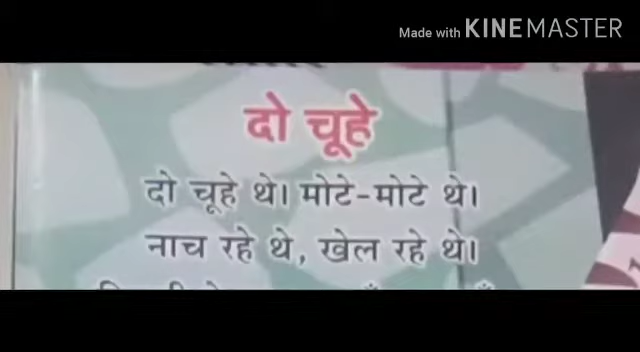 Made with KINEMASTER
दो चूहे
दो चूहे थे। मोटे-मोटे थे।
नाच रहे थे, खेल रहे थे।